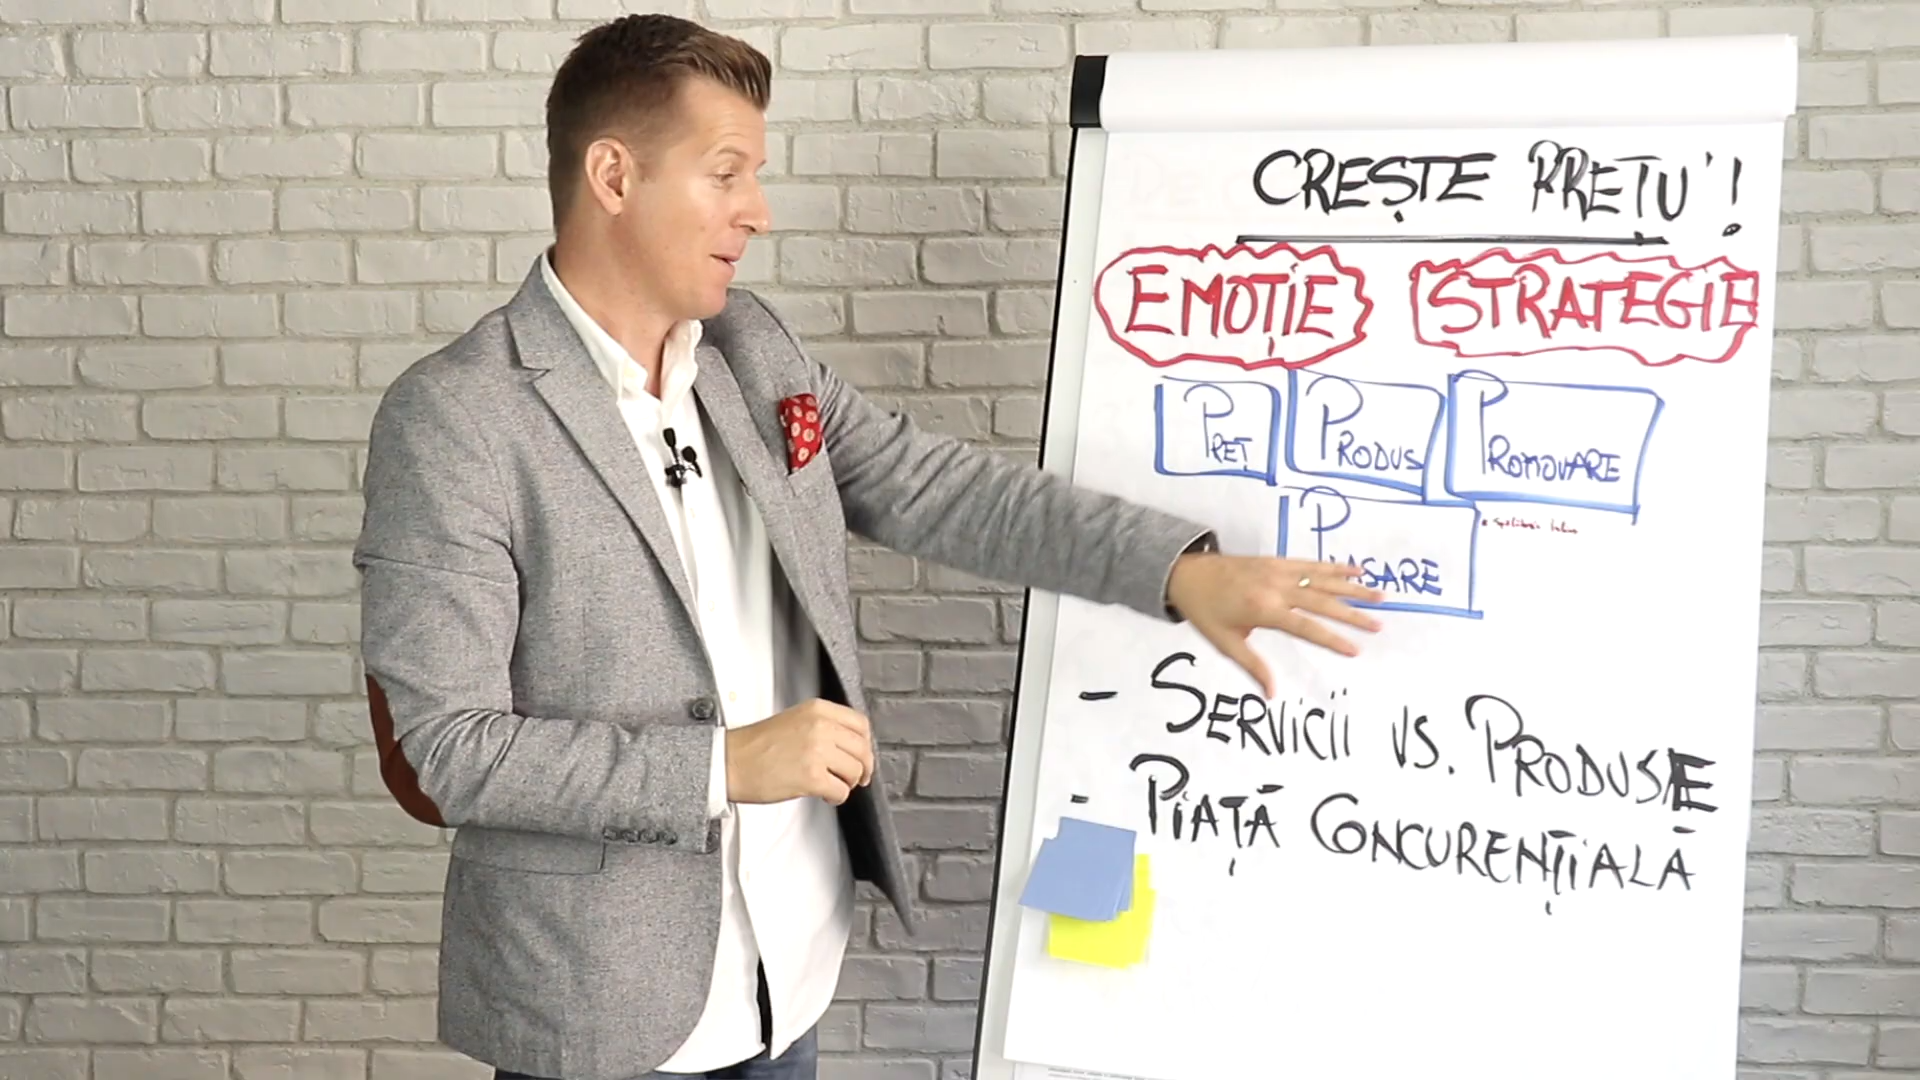 CREȘTE PREȚU'!
EMOȚIE STRATEGIE
PREȚ PRODUS PROMOVARE
PLASARE
- SERVICII VS. PRODUSE
- PIAȚĂ CONCURENȚIALĂ